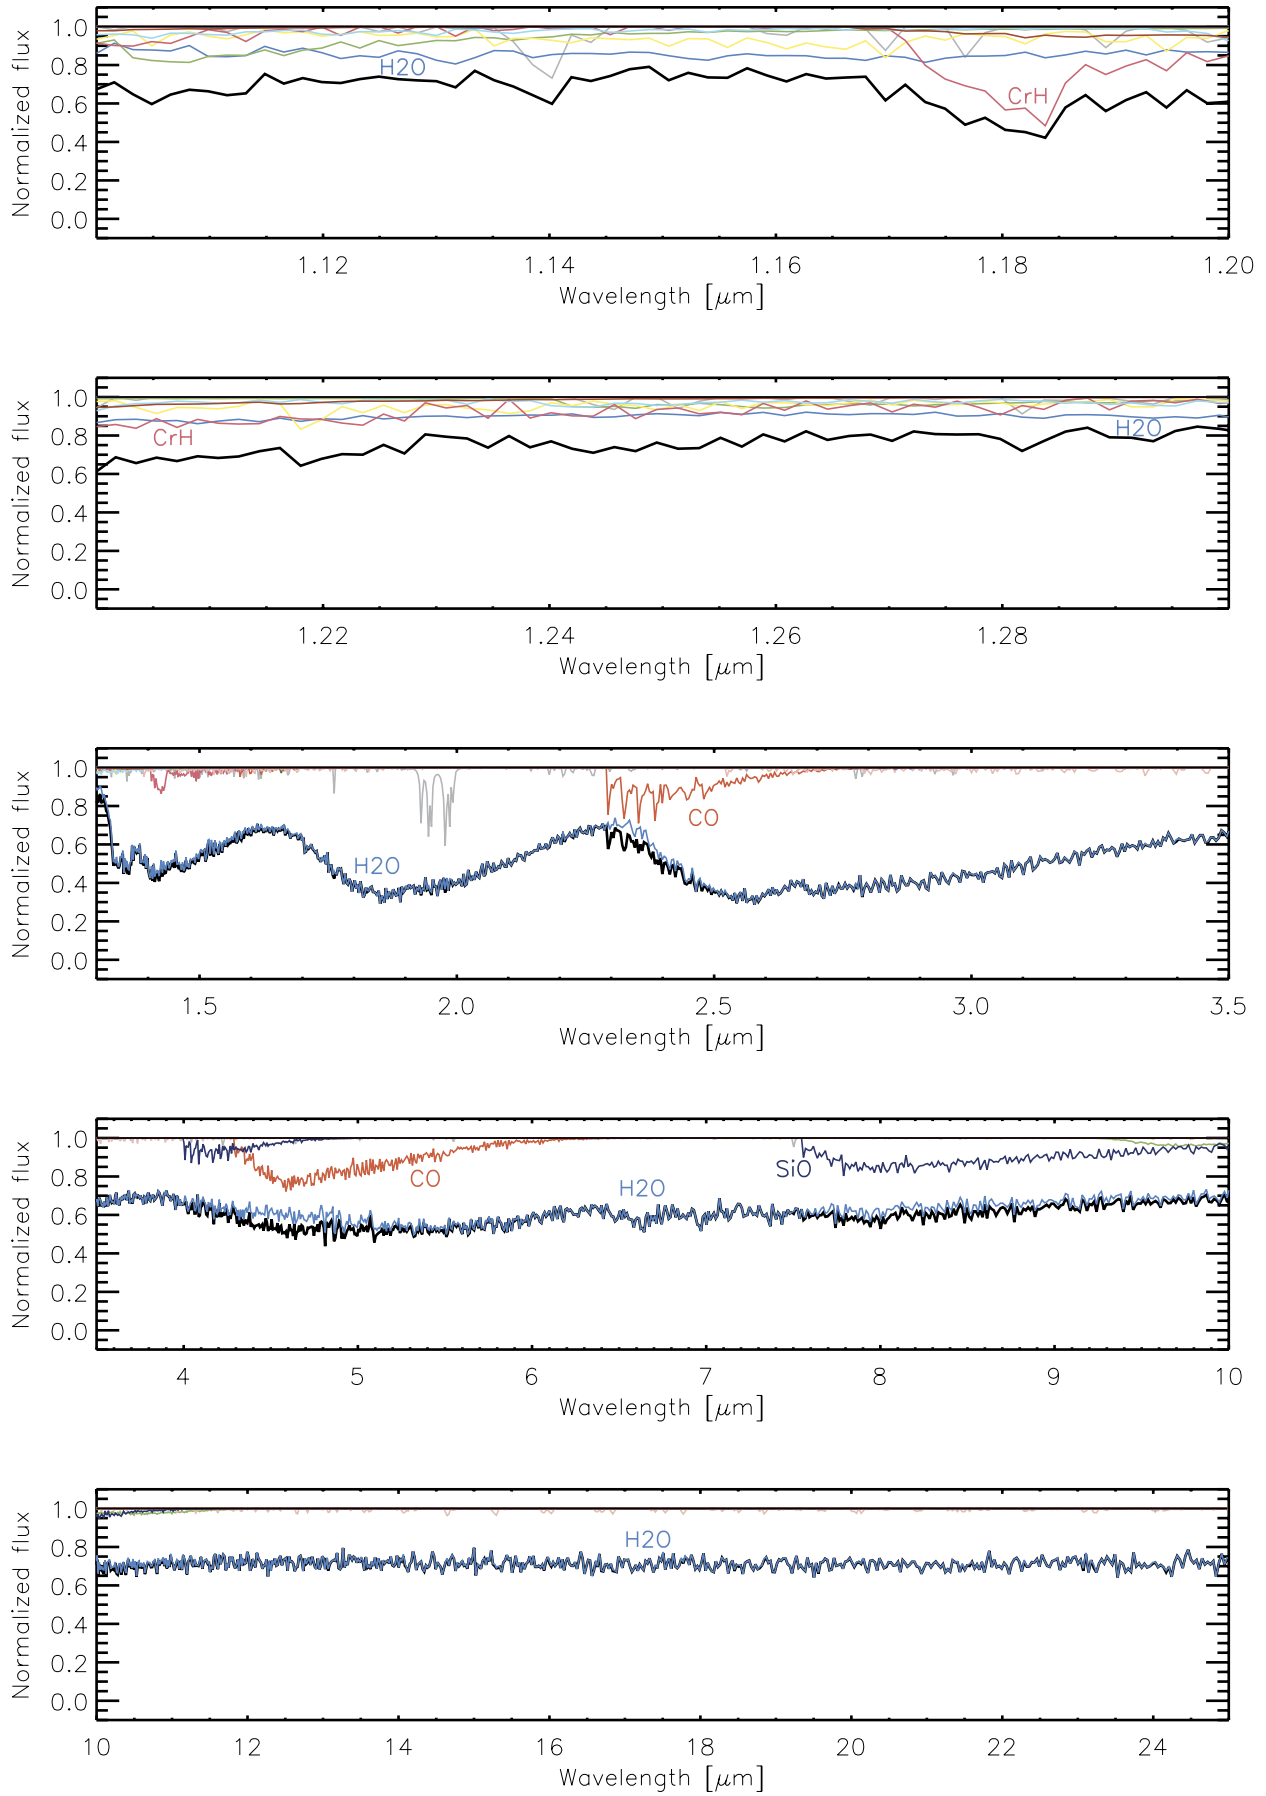 Normalized flux
1.0
0.8
0.6
0.4
0.2
0.0
H2O
CrH
1.12
1.14
1.16
1.18
1.20
Wavelength [μm]
Normalized flux
1.0
0.8
0.6
0.4
0.2
0.0
CrH
H2O
1.22
1.24
1.26
1.28
Wavelength [μm]
Normalized flux
1.0
0.8
0.6
0.4
0.2
0.0
H2O
CO
1.5
2.0
2.5
3.0
3.5
Wavelength [μm]
Normalized flux
1.0
0.8
0.6
0.4
0.2
0.0
CO
H2O
SiO
4
5
6
7
8
9
10
Wavelength [μm]
Normalized flux
1.0
0.8
0.6
0.4
0.2
0.0
H2O
10
12
14
16
18
20
22
24
Wavelength [μm]